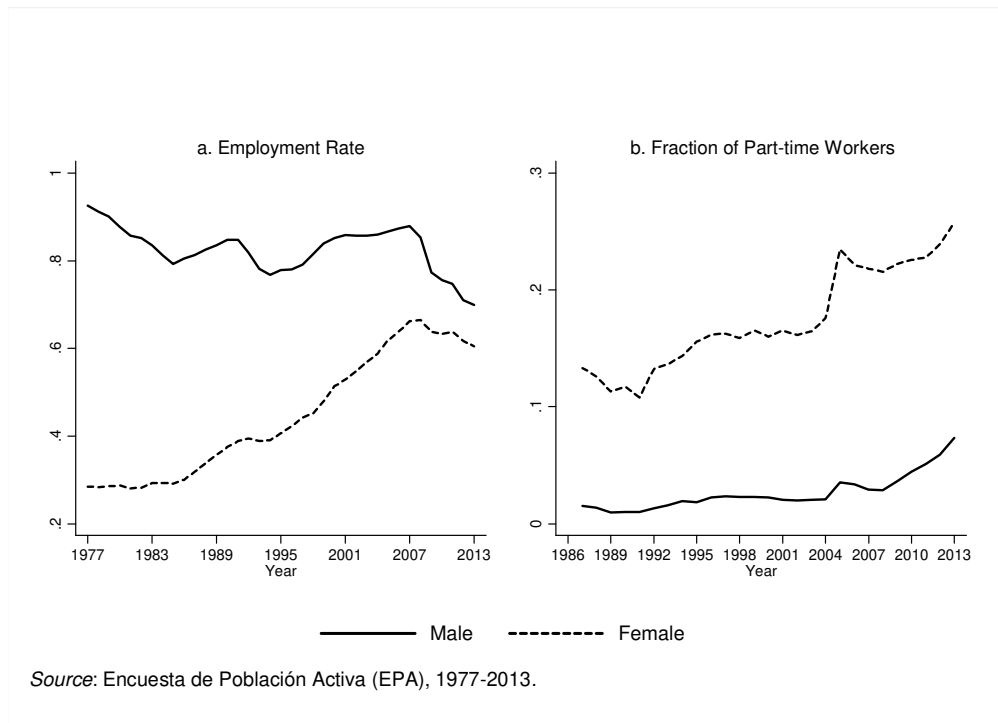 a. Employment Rate
1
.8
.6
.4
.2
1977 1983 1989 1995 2001 2007 2013
Year
b. Fraction of Part-time Workers
.3
.2
.1
0
1986 1989 1992 1995 1998 2001 2004 2007 2010 2013
Year
Male Female
Source: Encuesta de Población Activa (EPA), 1977-2013.